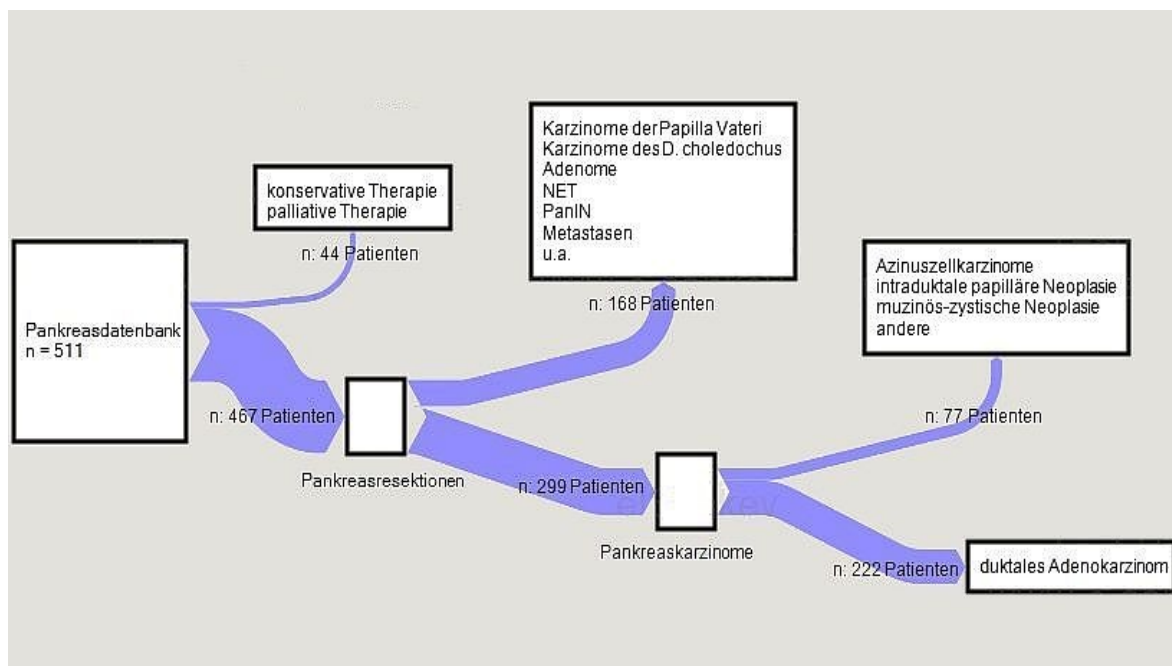 Karzinome der Papilla Vateri
Karzinome des D. choledochus
Adenome
NET
PanIN
Metastasen
u.a.
konservative Therapie
palliative Therapie
n: 44 Patienten
Azinuszellkarzinome
intraduktale papilläre Neoplasie
muzinös-zystische Neoplasie
andere
n: 168 Patienten
Pankreasdatenbank
n = 511
n: 467 Patienten
n: 77 Patienten
Pankreasresektionen
n: 299 Patienten
Pankreaskarzinome
n: 222 Patienten
duktales Adenokarzinom